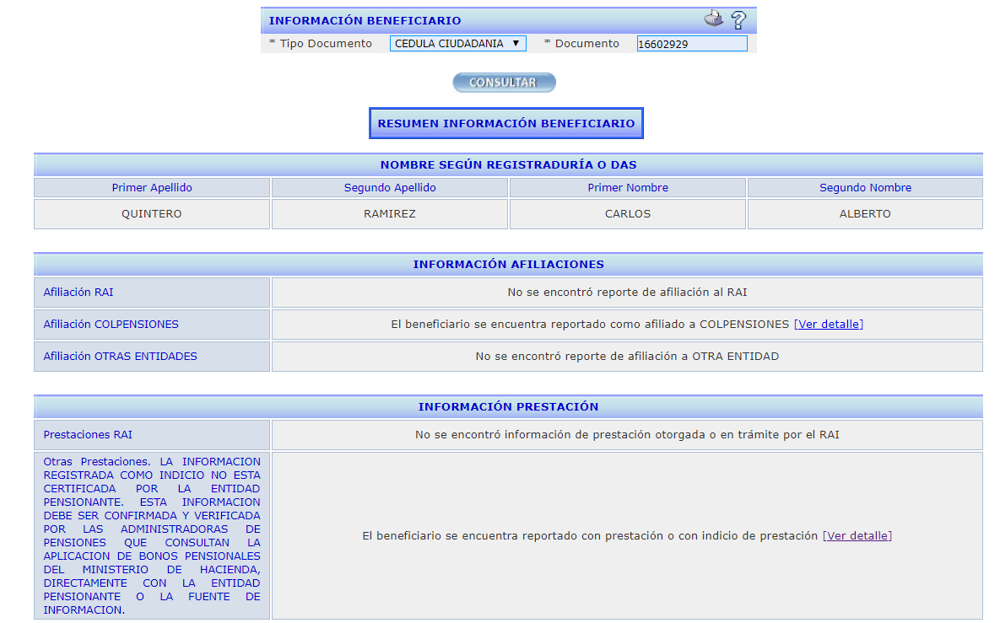 INFORMACIÓN BENEFICIARIO
* Tipo Documento CEDULA CIUDADANIA ▼ * Documento 16602929
CONSULTAR
RESUMEN INFORMACIÓN BENEFICIARIO
NOMBRE SEGÚN REGISTRADURÍA O DAS
Primer Apellido Segundo Apellido Primer Nombre Segundo Nombre
QUINTERO RAMIREZ CARLOS ALBERTO
INFORMACIÓN AFILIACIONES
Afiliación RAI No se encontró reporte de afiliación al RAI
Afiliación COLPENSIONES El beneficiario se encuentra reportado como afiliado a COLPENSIONES [Ver detalle]
Afiliación OTRAS ENTIDADES No se encontró reporte de afiliación a OTRA ENTIDAD
INFORMACIÓN PRESTACIÓN
Prestaciones RAI No se encontró información de prestación otorgada o en trámite por el RAI
Otras Prestaciones. LA INFORMACION
REGISTRADA COMO INDICIO NO ESTA
CERTIFICADA POR LA ENTIDAD
PENSIONANTE. ESTA INFORMACION
DEBE SER CONFIRMADA Y VERIFICADA
POR LAS ADMINISTRADORAS DE
PENSIONES QUE CONSULTAN LA
APLICACION DE BONOS PENSIONALES
DEL MINISTERIO DE HACIENDA,
DIRECTAMENTE CON LA ENTIDAD
PENSIONANTE O LA FUENTE DE
INFORMACION.
El beneficiario se encuentra reportado con prestación o con indicio de prestación [Ver detalle]